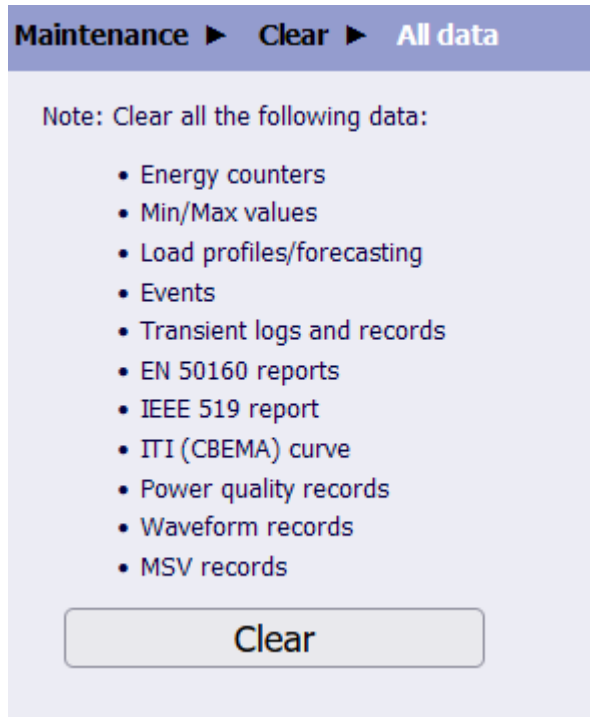 Maintenance ► Clear ► All data
Note: Clear all the following data:
• Energy counters
• Min/Max values
• Load profiles/forecasting
• Events
• Transient logs and records
• EN 50160 reports
• IEEE 519 report
• ITI (CBEMA) curve
• Power quality records
• Waveform records
• MSV records
Clear